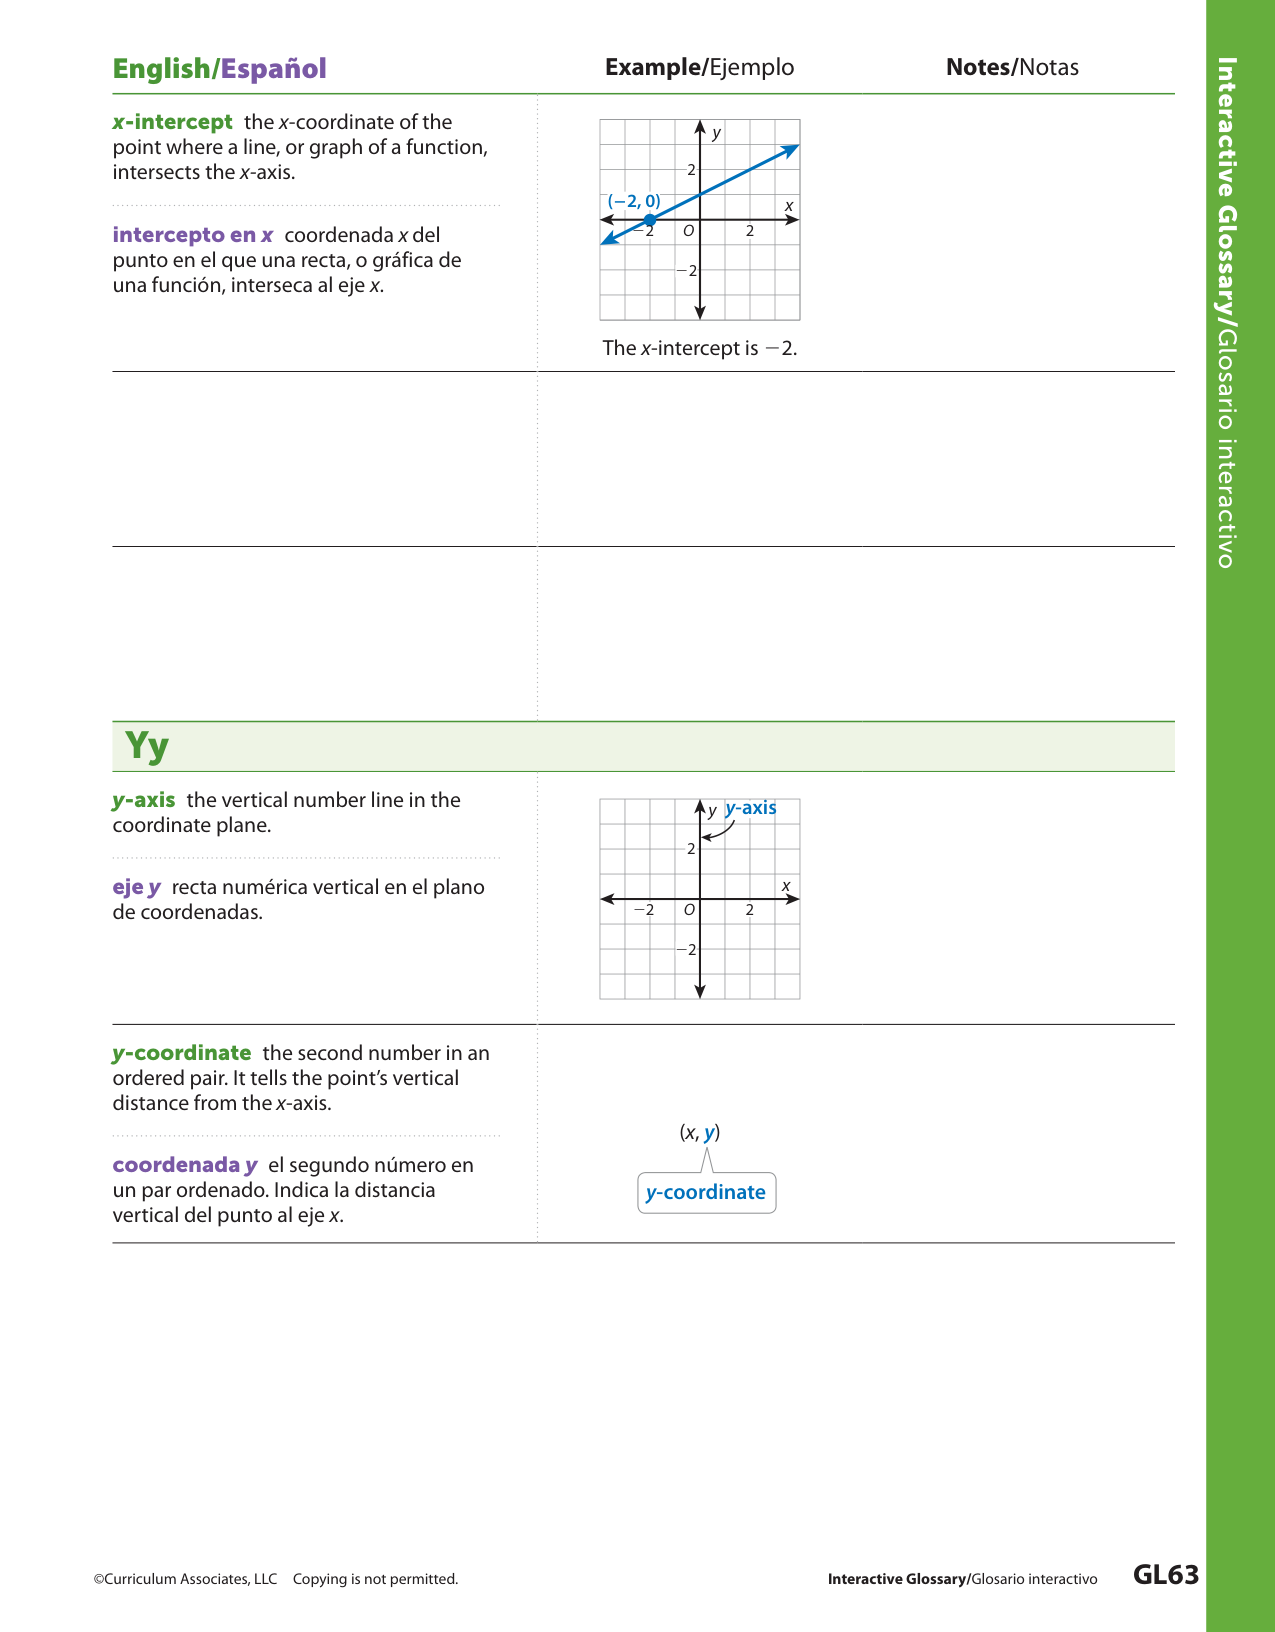 English/Español
Example/Ejemplo
Notes/Notas
x-intercept the x-coordinate of the
point where a line, or graph of a function,
intersects the x-axis.
intercepto en x coordenada x del
punto en el que una recta, o gráfica de
una función, interseca al eje x.
y
2
(−2, 0)
x
−2
O
2
−2
The x-intercept is −2.
Yy
y-axis the vertical number line in the
coordinate plane.
eje y recta numérica vertical en el plano
de coordenadas.
y y-axis
2
x
−2
O
2
−2
y-coordinate the second number in an
ordered pair. It tells the point’s vertical
distance from the x-axis.
coordenada y el segundo número en
un par ordenado. Indica la distancia
vertical del punto al eje x.
(x, y)
y-coordinate
©Curriculum Associates, LLC Copying is not permitted.
Interactive Glossary/Glosario interactivo
GL63
Interactive Glossary/Glosario interactivo